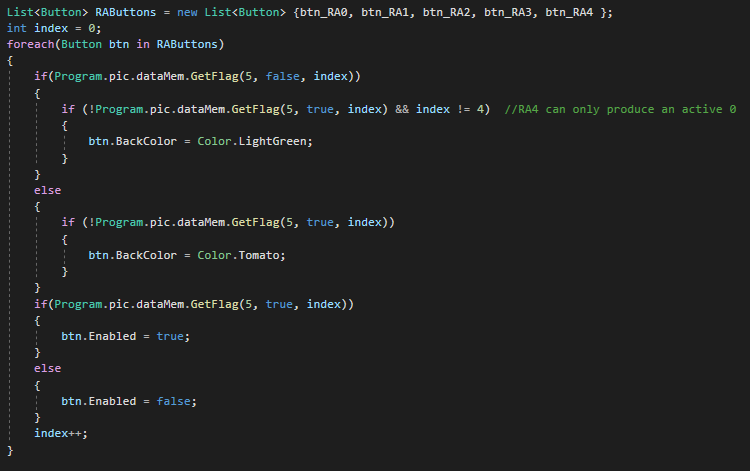 List<Button> RAButtons = new List<Button> {btn_RA0, btn_RA1, btn_RA2, btn_RA3, btn_RA4 };
int index = 0;
foreach(Button btn in RAButtons)
{
    if(Program.pic.dataMem.GetFlag(5, false, index))
    {
        if (!Program.pic.dataMem.GetFlag(5, true, index) && index != 4)  //RA4 can only produce an active 0
        {
            btn.BackColor = Color.LightGreen;
        }
    }
    else
    {
        if (!Program.pic.dataMem.GetFlag(5, true, index))
        {
            btn.BackColor = Color.Tomato;
        }
    }
    if(Program.pic.dataMem.GetFlag(5, true, index))
    {
        btn.Enabled = true;
    }
    else
    {
        btn.Enabled = false;
    }
    index++;
}